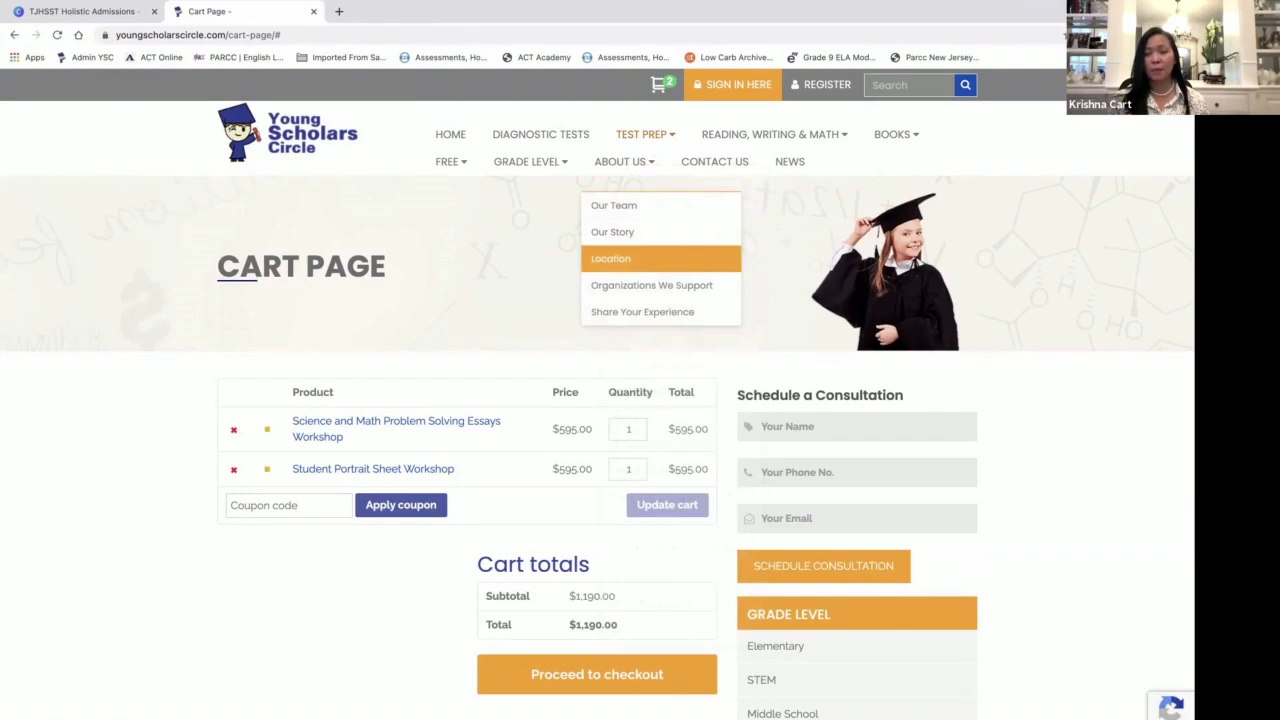 TJHSST Holistic Admissions -
Cart Page -
youngscholarscircle.com/cart-page/#
Apps
Admin YSC
ACT Online
PARCC | English L...
Imported From Sa...
Assessments, Ho...
ACT Academy
Assessments, Ho...
Low Carb Archive...
Grade 9 ELA Mod...
Parcc New Jersey...
Krishna Cart
2
SIGN IN HERE
REGISTER
Search
Young
Scholars
Circle
HOME
DIAGNOSTIC TESTS
TEST PREP
READING, WRITING & MATH
BOOKS
FREE
GRADE LEVEL
ABOUT US
CONTACT US
NEWS
Our Team
Our Story
Location
Organizations We Support
Share Your Experience
CART PAGE
Product Price Quantity Total
Science and Math Problem Solving Essays
Workshop
$595.00 1 $595.00
Student Portrait Sheet Workshop $595.00 1 $595.00
Coupon code
Apply coupon
Update cart
Cart totals
Subtotal $1,190.00
Total $1,190.00
Proceed to checkout
Schedule a Consultation
Your Name
Your Phone No.
Your Email
SCHEDULE CONSULTATION
GRADE LEVEL
Elementary
STEM
Middle School